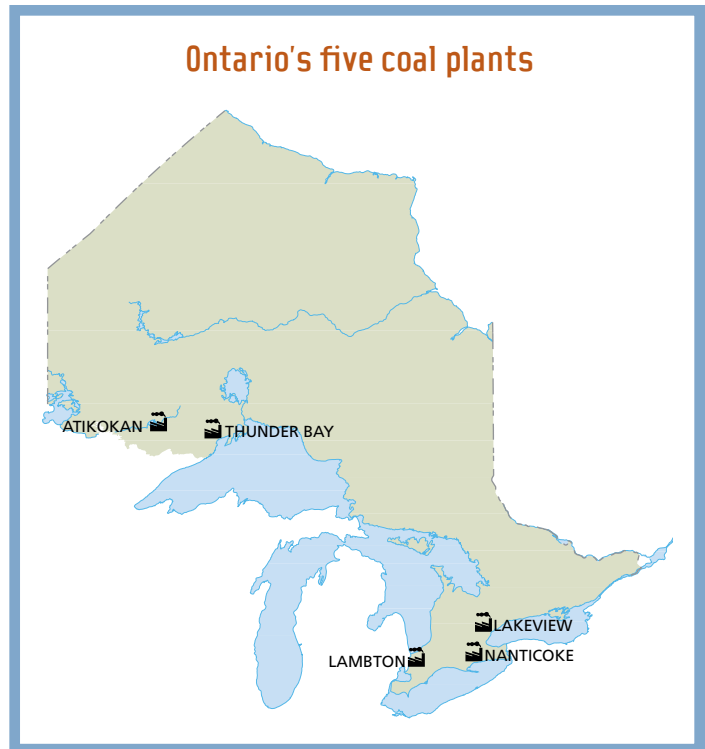 Ontario's five coal plants
ATIKOKAN
THUNDER BAY
LAKEVIEW
LAMBTON
NANTICOKE